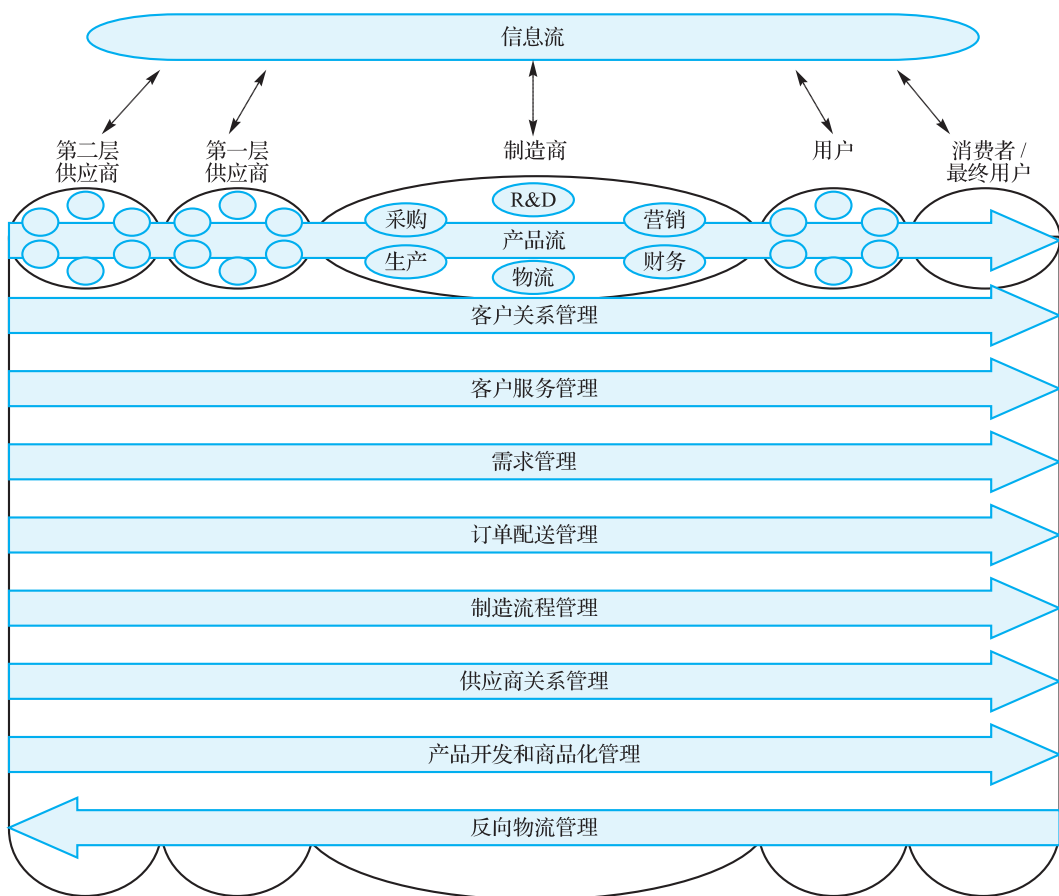 信息流
第二层
供应商
第一层
供应商
制造商
用户
消费者 /
最终用户
R&D
采购
营销
产品流
生产
财务
物流
客户关系管理
客户服务管理
需求管理
订单配送管理
制造流程管理
供应商关系管理
产品开发和商品化管理
反向物流管理